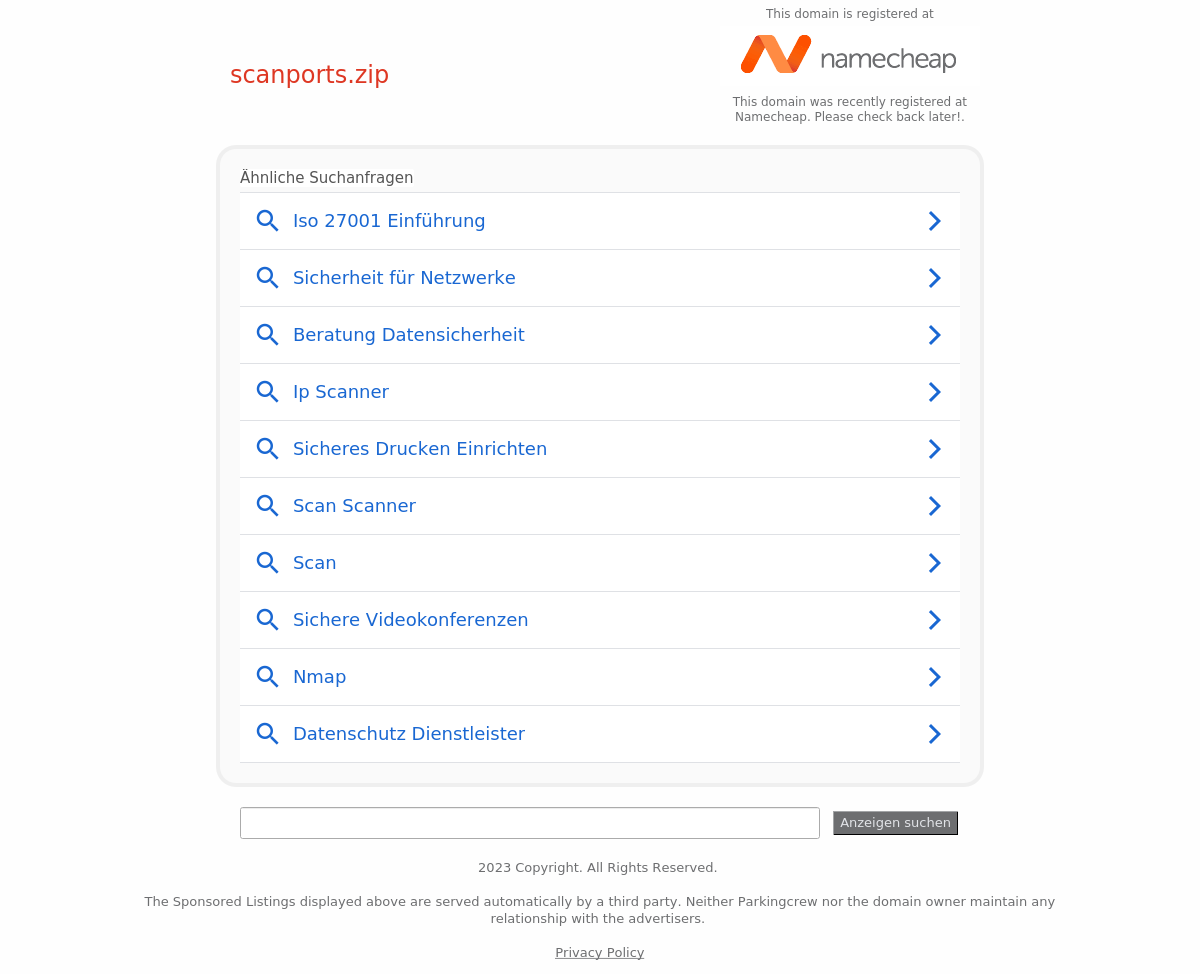 This domain is registered at
namecheap
scanports.zip
This domain was recently registered at
Namecheap. Please check back later!.
Ähnliche Suchanfragen
Iso 27001 Einführung
Sicherheit für Netzwerke
Beratung Datensicherheit
Ip Scanner
Sicheres Drucken Einrichten
Scan Scanner
Scan
Sichere Videokonferenzen
Nmap
Datenschutz Dienstleister
Anzeigen suchen
2023 Copyright. All Rights Reserved.
The Sponsored Listings displayed above are served automatically by a third party. Neither Parkingcrew nor the domain owner maintain any
relationship with the advertisers.
Privacy Policy